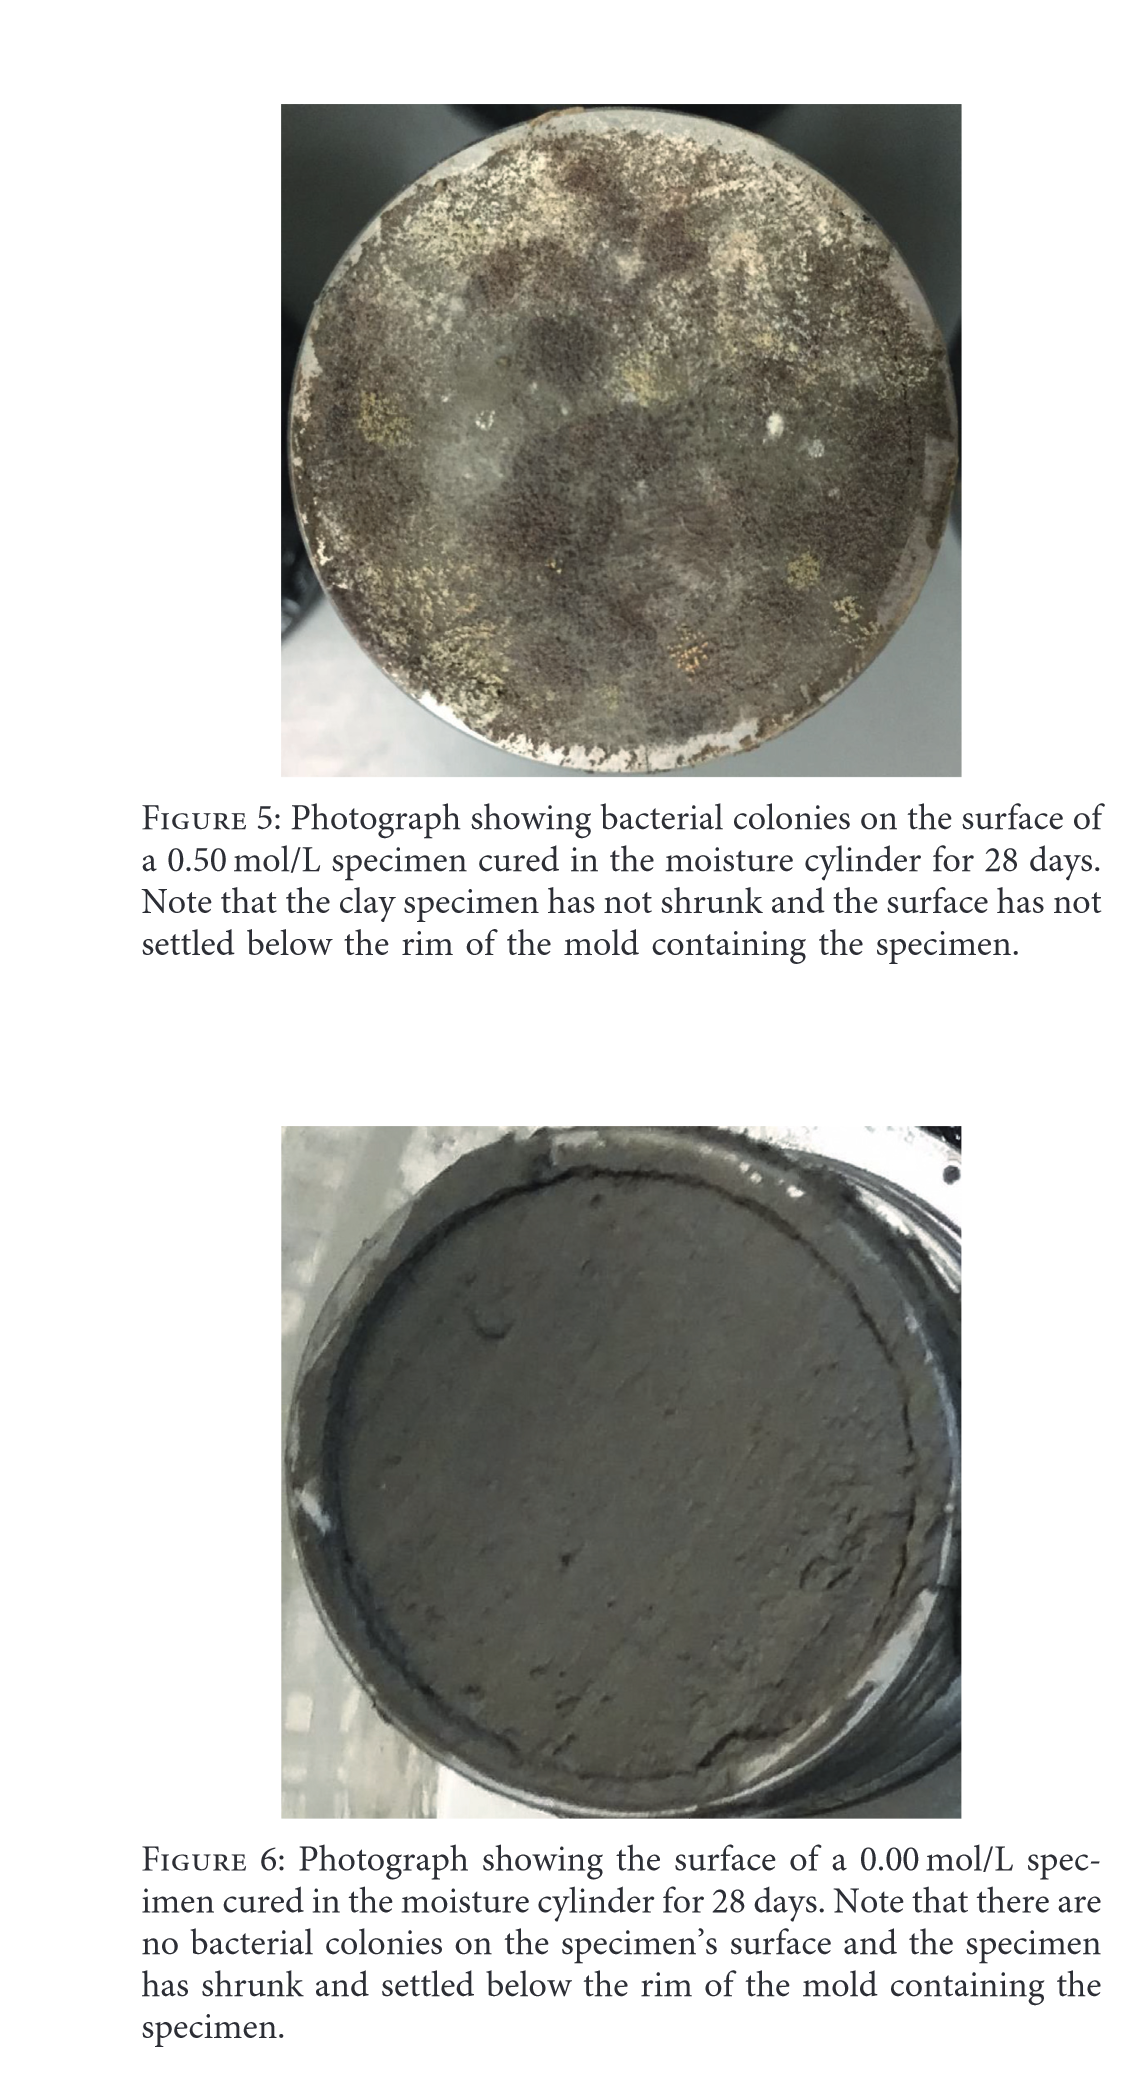 FIGURE 5: Photograph showing bacterial colonies on the surface of
a 0.50 mol/L specimen cured in the moisture cylinder for 28 days.
Note that the clay specimen has not shrunk and the surface has not
settled below the rim of the mold containing the specimen.
FIGURE 6: Photograph showing the surface of a 0.00 mol/L spec-
imen cured in the moisture cylinder for 28 days. Note that there are
no bacterial colonies on the specimen’s surface and the specimen
has shrunk and settled below the rim of the mold containing the
specimen.